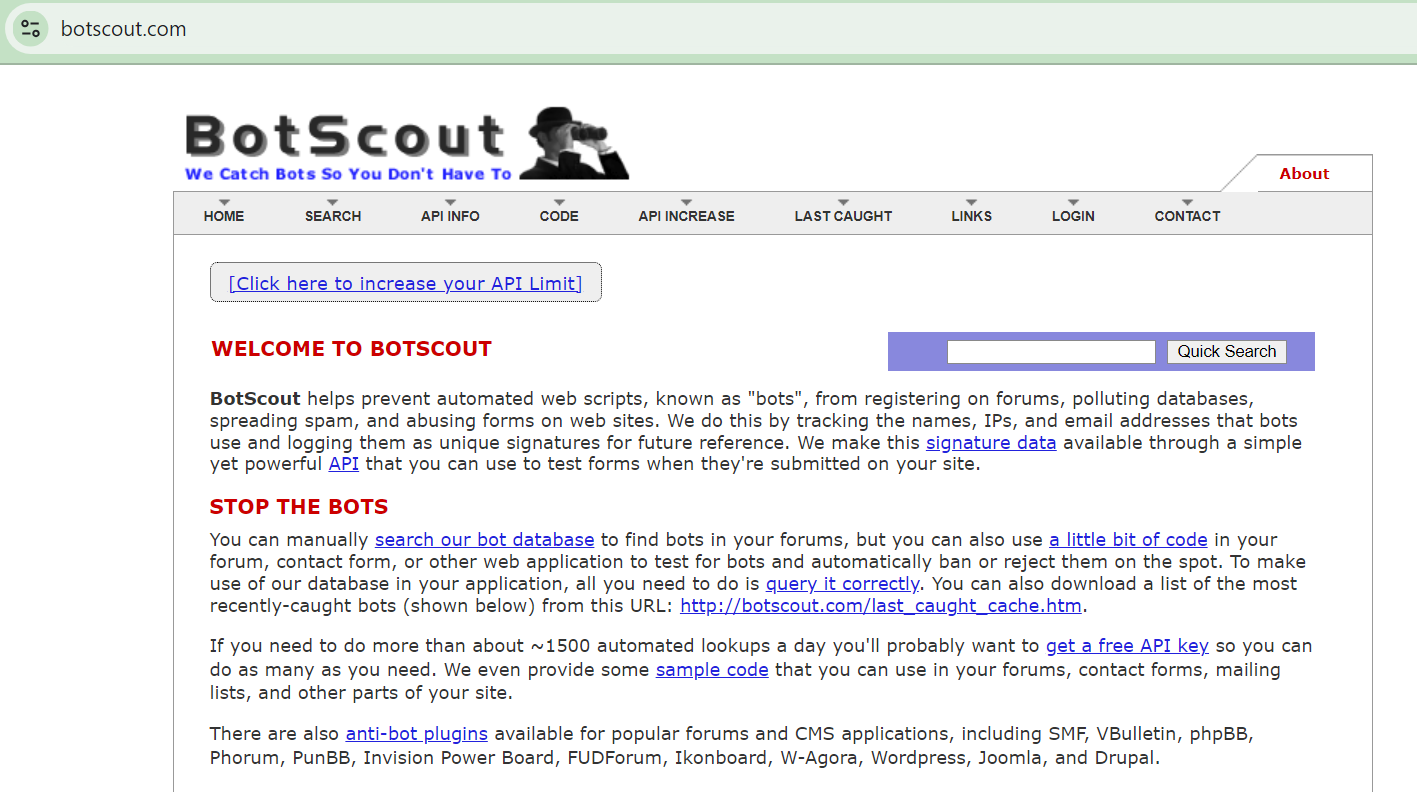 botscout.com
BotScout
We Catch Bots So You Don't Have To
About
HOME
SEARCH
API INFO
CODE
API INCREASE
LAST CAUGHT
LINKS
LOGIN
CONTACT
[Click here to increase your API Limit]
WELCOME TO BOTSCOUT
Quick Search
BotScout helps prevent automated web scripts, known as "bots", from registering on forums, polluting databases,
spreading spam, and abusing forms on web sites. We do this by tracking the names, IPs, and email addresses that bots
use and logging them as unique signatures for future reference. We make this signature data available through a simple
yet powerful API that you can use to test forms when they're submitted on your site.
STOP THE BOTS
You can manually search our bot database to find bots in your forums, but you can also use a little bit of code in your
forum, contact form, or other web application to test for bots and automatically ban or reject them on the spot. To make
use of our database in your application, all you need to do is query it correctly. You can also download a list of the most
recently-caught bots (shown below) from this URL: http://botscout.com/last_caught_cache.htm.
If you need to do more than about ~1500 automated lookups a day you'll probably want to get a free API key so you can
do as many as you need. We even provide some sample code that you can use in your forums, contact forms, mailing
lists, and other parts of your site.
There are also anti-bot plugins available for popular forums and CMS applications, including SMF, VBulletin, phpBB,
Phorum, PunBB, Invision Power Board, FUDForum, Ikonboard, W-Agora, Wordpress, Joomla, and Drupal.